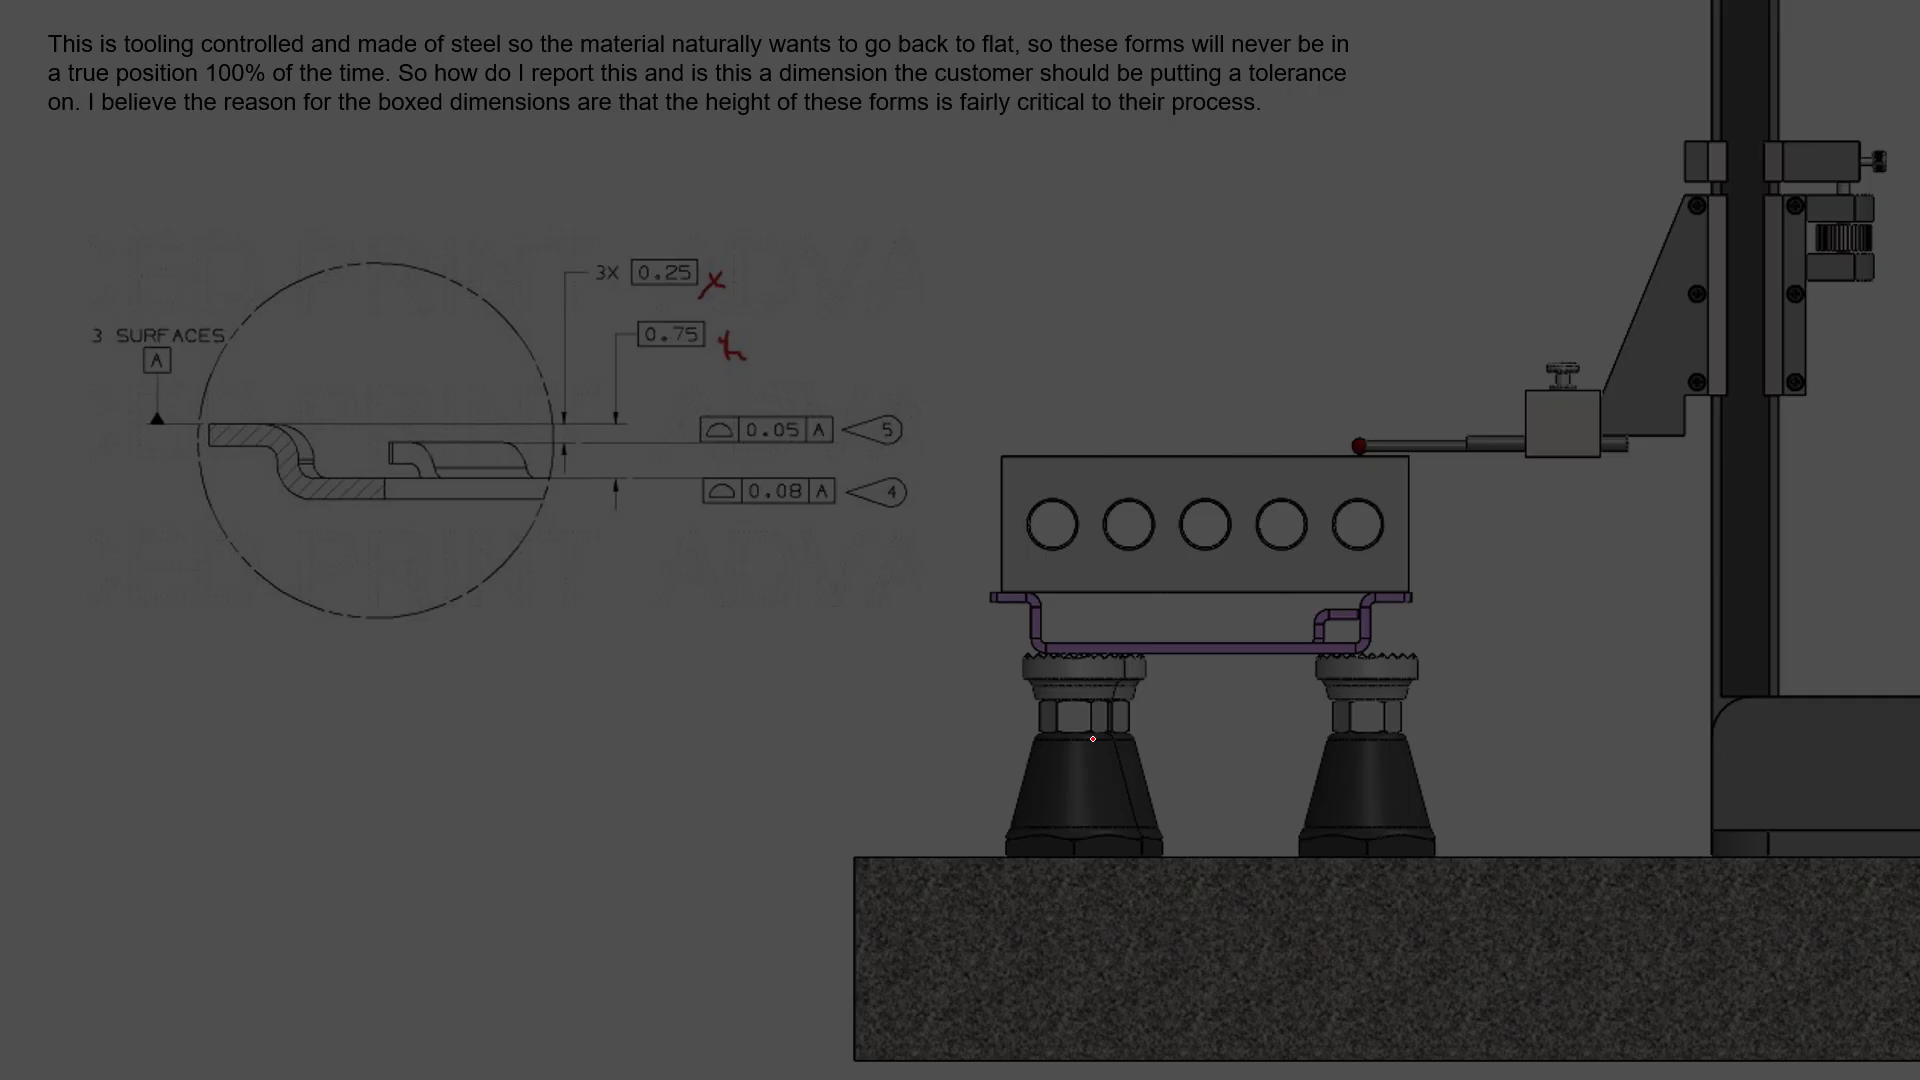 This is tooling controlled and made of steel so the material naturally wants to go back to flat, so these forms will never be in
a true position 100% of the time. So how do I report this and is this a dimension the customer should be putting a tolerance
on. I believe the reason for the boxed dimensions are that the height of these forms is fairly critical to their process.
3X 0.25 x
0.75
3 SURFACES
A
0.05 A 5
0.08 A 4